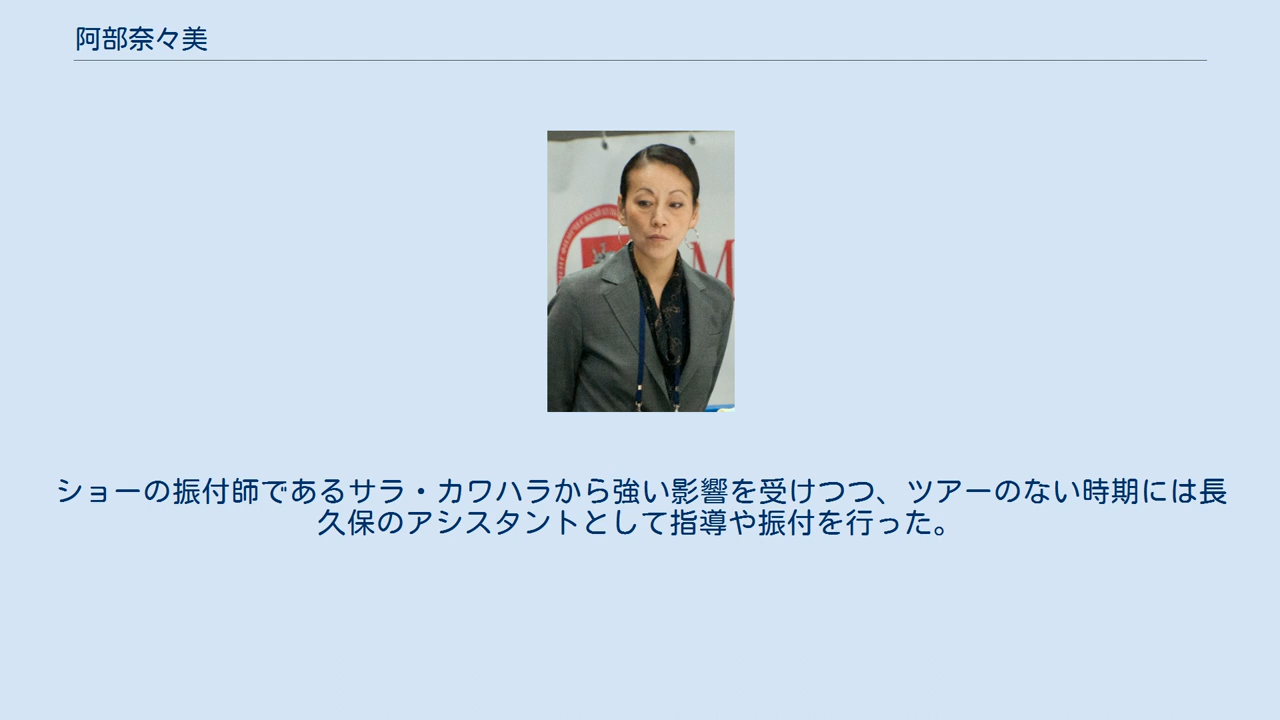 阿部奈々美
M
ショーの振付師であるサラ・カワハラから強い影響を受けつつ、ツアーのない時期には長
久保のアシスタントとして指導や振付を行った。